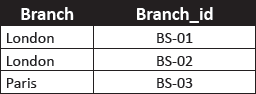 Branch Branch_id
London BS-01
London BS-02
Paris BS-03